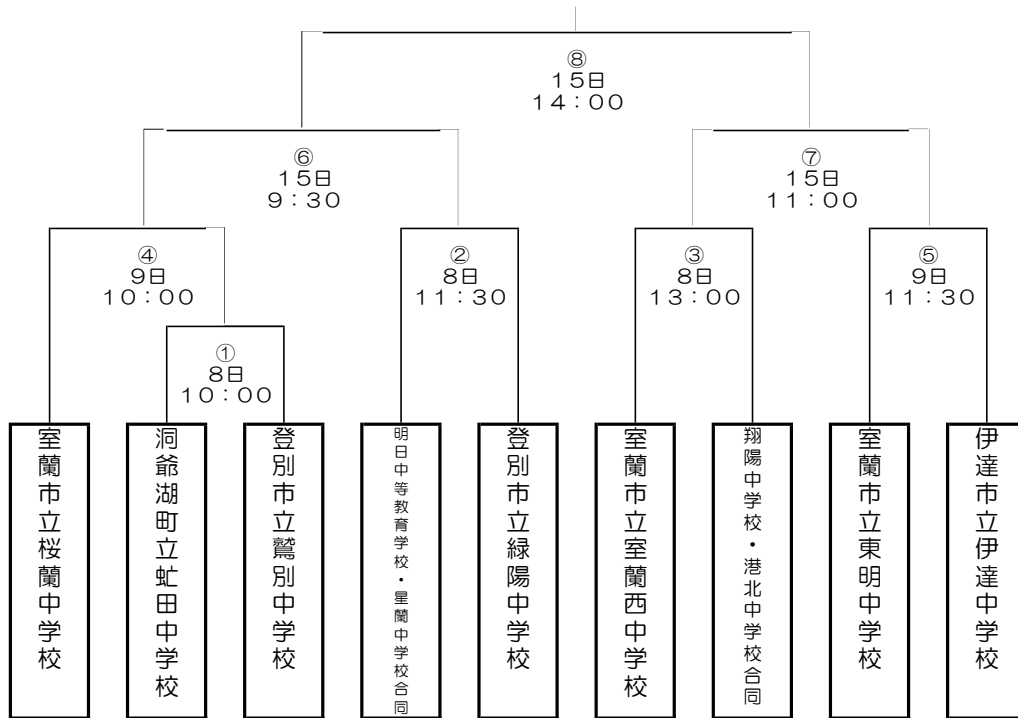 ⑧
15日
14：00
⑥
15日
9：30
⑦
15日
11：00
④
9日
10：00
②
8日
11：30
③
8日
13：00
⑤
9日
11：30
①
8日
10：00
室蘭市立桜蘭中学校
洞爺湖町立虻田中学校
登別市立鷲別中学校
明日中等教育学校・星蘭中学校合同
登別市立緑陽中学校
室蘭市立室蘭西中学校
翔陽中学校・港北中学校合同
室蘭市立東明中学校
伊達市立伊達中学校